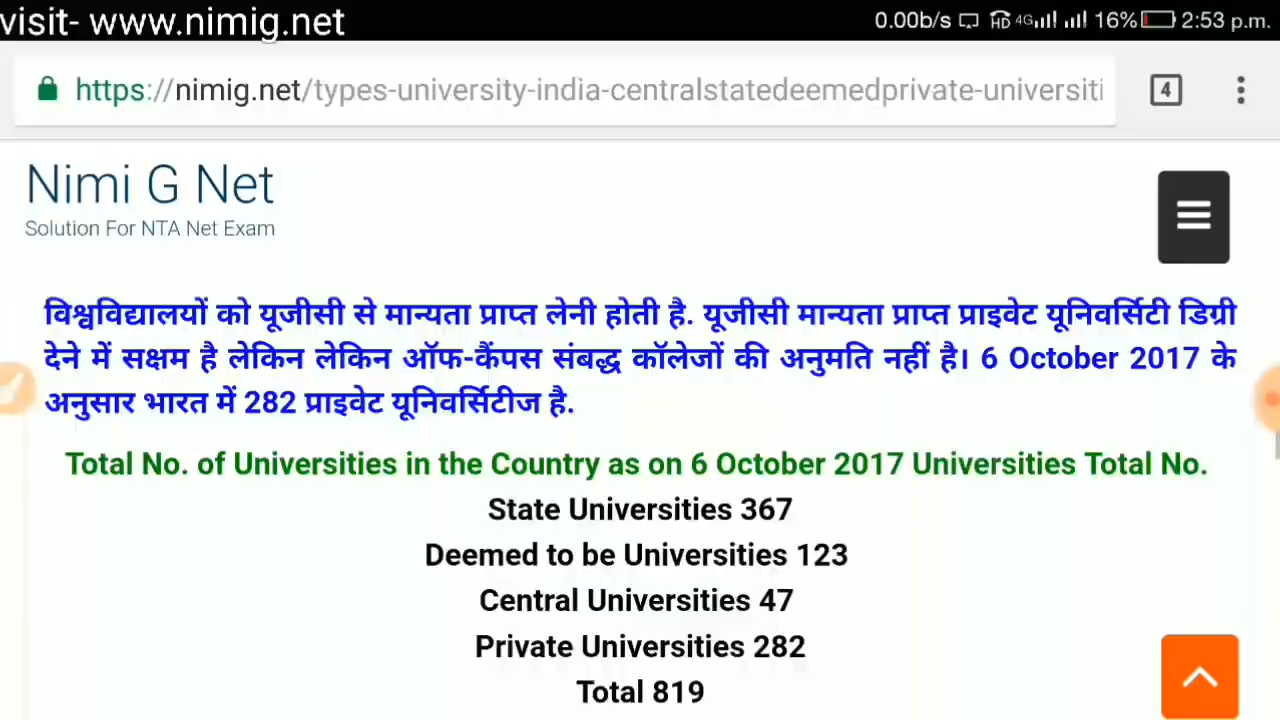 visit- www.nimig.net
0.00b/s HD 4G 16% 2:53 p.m.
https://nimig.net/types-university-india-centralstatedeemedprivate-universiti
4
Nimi G Net
Solution For NTA Net Exam
विश्वविद्यालयों को यूजीसी से मान्यता प्राप्त लेनी होती है. यूजीसी मान्यता प्राप्त प्राइवेट यूनिवर्सिटी डिग्री
देने में सक्षम है लेकिन लेकिन ऑफ-कैंपस संबद्ध कॉलेजों की अनुमति नहीं है। 6 October 2017 के
अनुसार भारत में 282 प्राइवेट यूनिवर्सिटीज है.
Total No. of Universities in the Country as on 6 October 2017 Universities Total No.
State Universities 367
Deemed to be Universities 123
Central Universities 47
Private Universities 282
Total 819